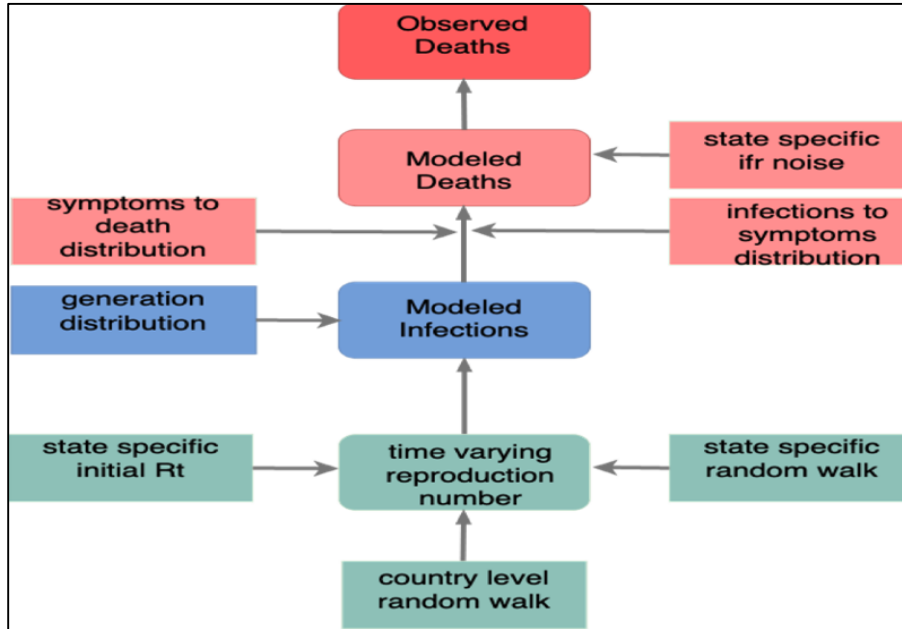 Observed
Deaths
Modeled
Deaths
state specific
ifr noise
symptoms to
death
distribution
infections to
symptoms
distribution
generation
distribution
Modeled
Infections
state specific
initial Rt
time varying
reproduction
number
state specific
random walk
country level
random walk